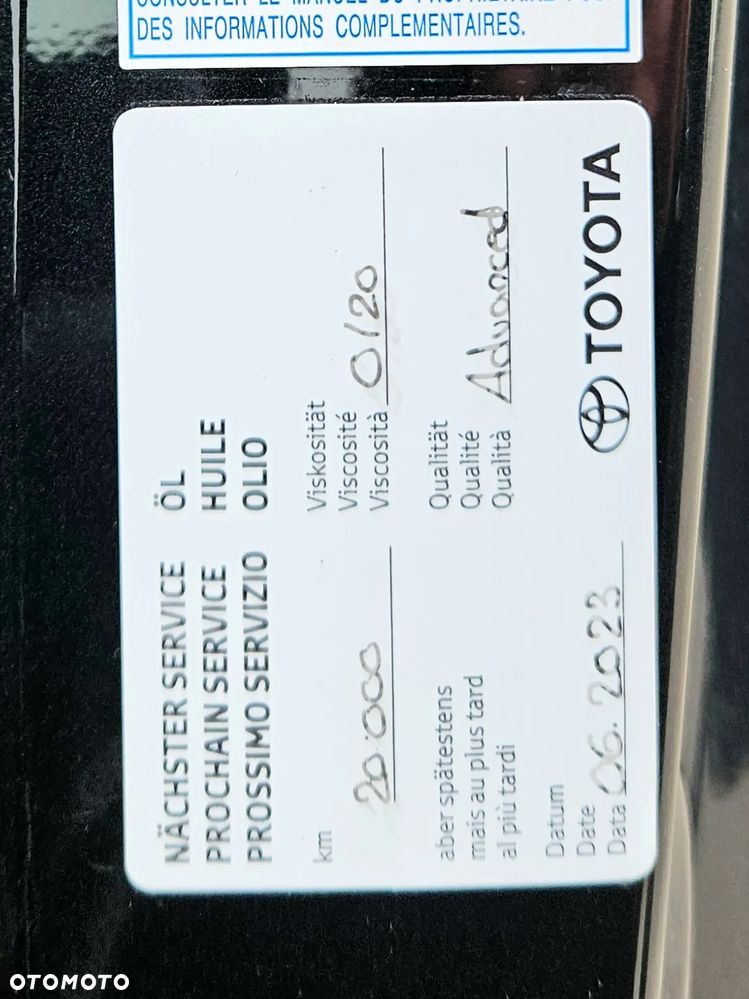 DES INFORMATIONS COMPLEMENTAIRES.
NÄCHSTER SERVICE ÖL
PROCHAIN SERVICE HUILE
PROSSIMO SERVIZIO OLIO
km 20 000
Viskosität
Viscosité
Viscosità 0/20
aber spätestens
mais au plus tard
al più tardi
Qualität
Qualité
Qualità Advanced
Datum
Date
Data 06. 2023
TOYOTA
OTOMOTO